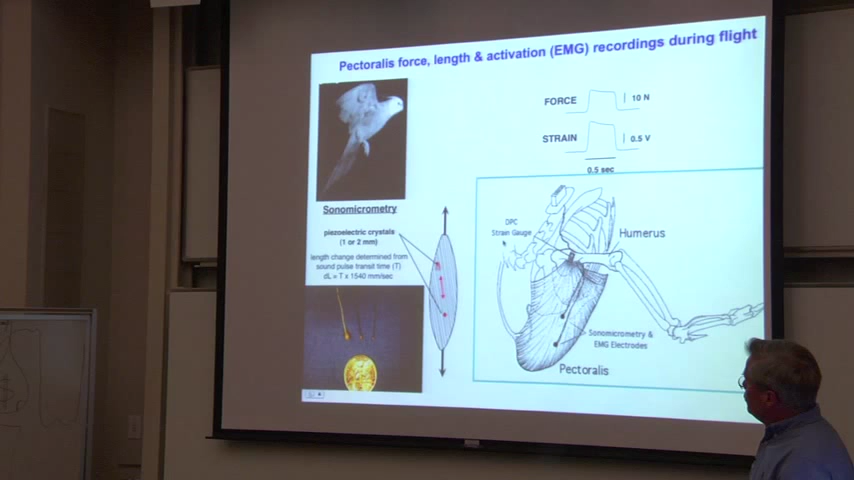 Pectoralis force, length & activation (EMG) recordings during flight
FORCE
10 N
STRAIN
0.5 V
0.5 sec
Sonomicrometry
piezoelectric crystals
(1 or 2 mm)
length change determined from
sound pulse transit time (T)
dL = T x 1540 mm/sec
DPC
Strain Gauge
Humerus
Sonomicrometry &
EMG Electrodes
Pectoralis